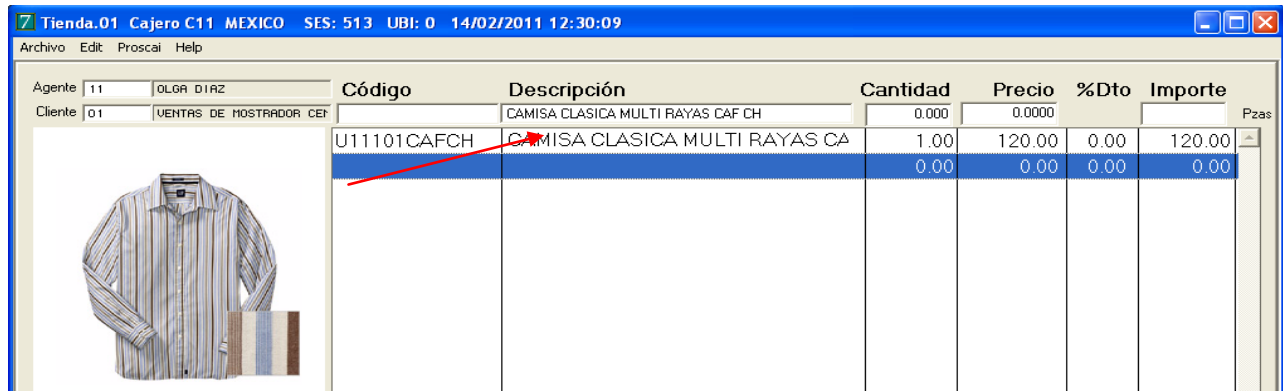 Tienda.01 Cajero C11 MEXICO SES: 513 UBI: 0 14/02/2011 12:30:09
Archivo Edit Proscai Help
Agente 11 OLGA DIAZ Código Descripción Cantidad Precio %Dto Importe
Cliente 01 VENTAS DE MOSTRADOR CEN CAMISA CLASICA MULTI RAYAS CAF CH 0.000 0.0000 Pzas
U11101CAFCH CAMISA CLASICA MULTI RAYAS CA 1.00 120.00 0.00 120.00
0.00 0.00 0.00 0.00